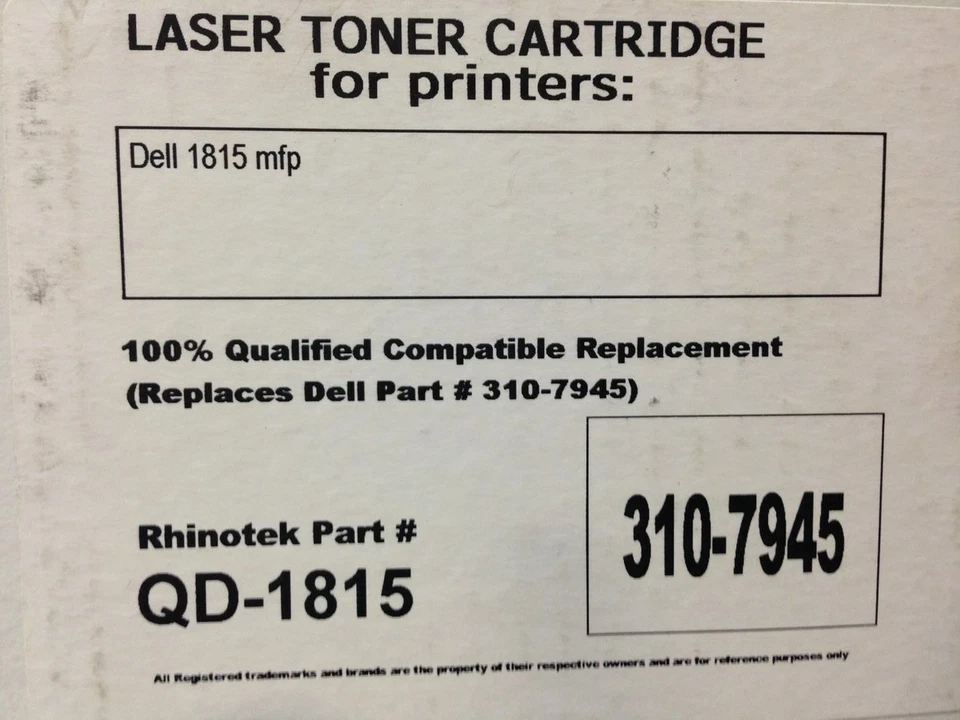 LASER TONER CARTRIDGE
for printers:
Dell 1815 mfp
100% Qualified Compatible Replacement
(Replaces Dell Part # 310-7945)
310-7945
Rhinotek Part #
QD-1815
All Registered trademarks and brands are the property of their respective owners and are for reference purposes only